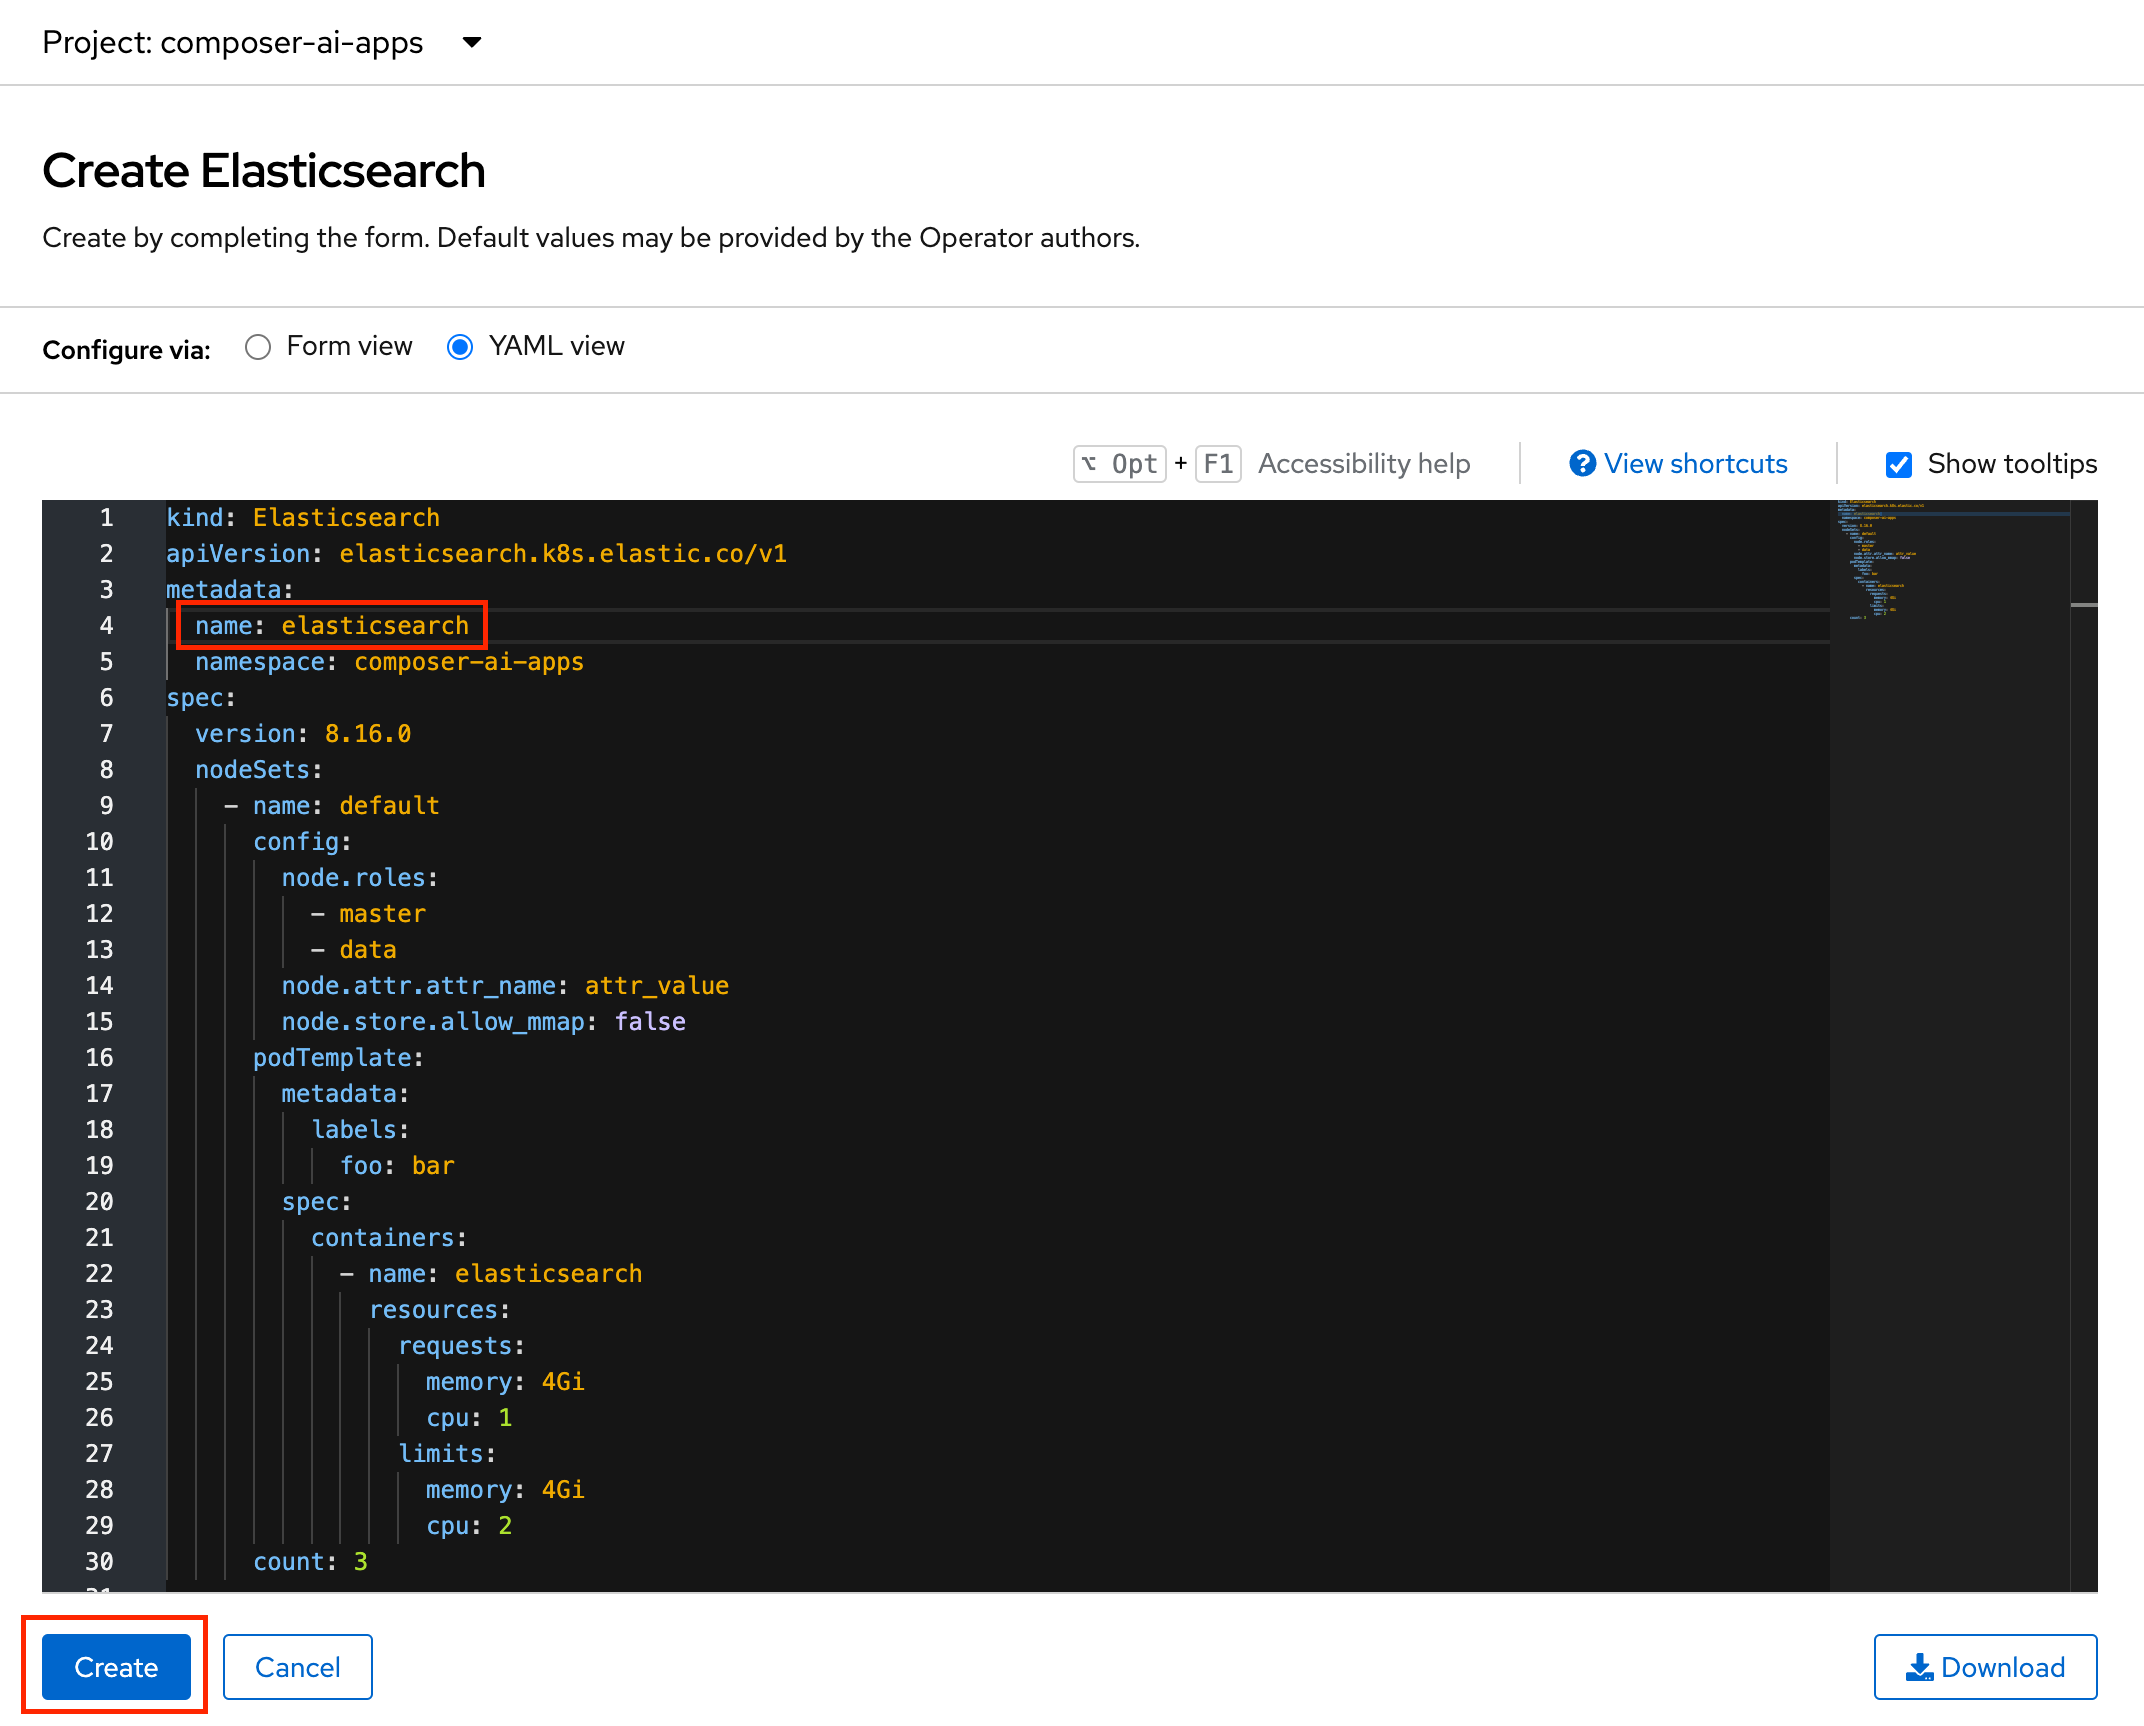 Project: composer-ai-apps
Create Elasticsearch
Create by completing the form. Default values may be provided by the Operator authors.
Configure via: Form view YAML view
⌥ Opt + F1 Accessibility help View shortcuts Show tooltips
1 kind: Elasticsearch
2 apiVersion: elasticsearch.k8s.elastic.co/v1
3 metadata:
4 name: elasticsearch
5 namespace: composer-ai-apps
6 spec:
7 version: 8.16.0
8 nodeSets:
9 - name: default
10 config:
11 node.roles:
12 - master
13 - data
14 node.attr.attr_name: attr_value
15 node.store.allow_mmap: false
16 podTemplate:
17 metadata:
18 labels:
19 foo: bar
20 spec:
21 containers:
22 - name: elasticsearch
23 resources:
24 requests:
25 memory: 4Gi
26 cpu: 1
27 limits:
28 memory: 4Gi
29 cpu: 2
30 count: 3
Create Cancel Download